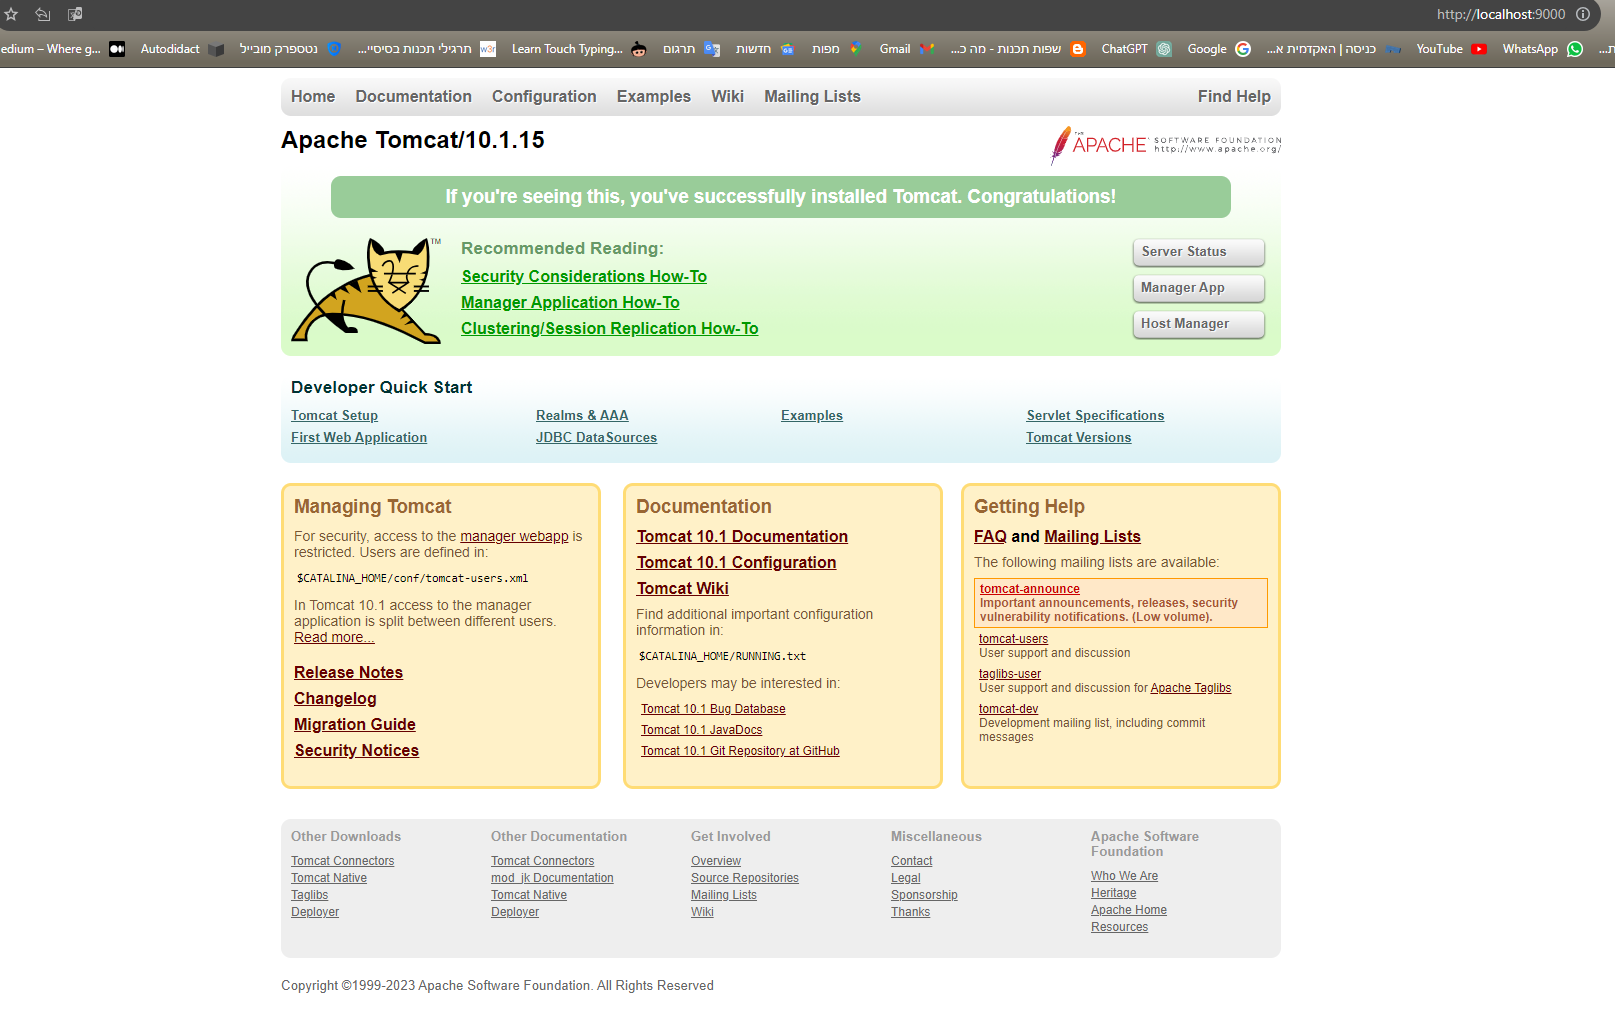 http://localhost:9000
edium – Where g...
Autodidact
נטספרק מובייל
תרגילי תכנות בסיסיי...
Learn Touch Typing...
תרגום
חדשות
מפות
Gmail
שפות תכנות - מה כ...
ChatGPT
Google
כניסה | האקדמית א...
YouTube
WhatsApp
ת...
Home Documentation Configuration Examples Wiki Mailing Lists Find Help
Apache Tomcat/10.1.15
THE APACHE SOFTWARE FOUNDATION
http://www.apache.org/
If you're seeing this, you've successfully installed Tomcat. Congratulations!
TM
w3r
Recommended Reading:
Security Considerations How-To
Manager Application How-To
Clustering/Session Replication How-To
Server Status
Manager App
Host Manager
Developer Quick Start
Tomcat Setup
First Web Application
Realms & AAA
JDBC DataSources
Examples
Servlet Specifications
Tomcat Versions
Managing Tomcat
For security, access to the manager webapp is
restricted. Users are defined in:
$CATALINA_HOME/conf/tomcat-users.xml
In Tomcat 10.1 access to the manager
application is split between different users.
Read more...
Release Notes
Changelog
Migration Guide
Security Notices
Documentation
Tomcat 10.1 Documentation
Tomcat 10.1 Configuration
Tomcat Wiki
Find additional important configuration
information in:
$CATALINA_HOME/RUNNING.txt
Developers may be interested in:
Tomcat 10.1 Bug Database
Tomcat 10.1 JavaDocs
Tomcat 10.1 Git Repository at GitHub
Getting Help
FAQ and Mailing Lists
The following mailing lists are available:
tomcat-announce
Important announcements, releases, security
vulnerability notifications. (Low volume).
tomcat-users
User support and discussion
taglibs-user
User support and discussion for Apache Taglibs
tomcat-dev
Development mailing list, including commit
messages
Other Downloads
Tomcat Connectors
Tomcat Native
Taglibs
Deployer
Other Documentation
Tomcat Connectors
mod_jk Documentation
Tomcat Native
Deployer
Get Involved
Overview
Source Repositories
Mailing Lists
Wiki
Miscellaneous
Contact
Legal
Sponsorship
Thanks
Apache Software
Foundation
Who We Are
Heritage
Apache Home
Resources
Copyright ©1999-2023 Apache Software Foundation. All Rights Reserved